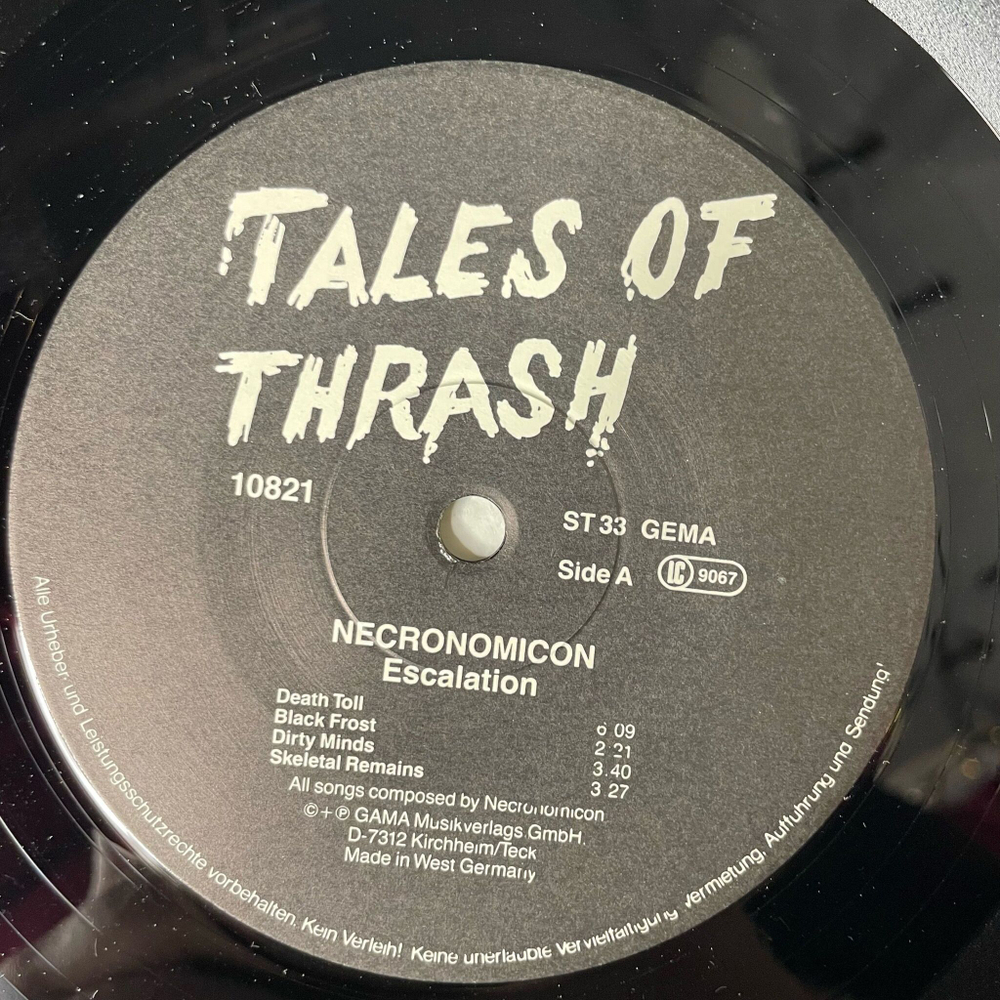 TALES OF
THRASH
10821
ST 33 GEMA
Side A LC 9067
NECRONOMICON
Escalation
Death Toll 6 09
Black Frost 2 21
Dirty Minds 3.40
Skeletal Remains 3 27
All songs composed by Necronomicon
©+℗ GAMA Musikverlags GmbH,
D-7312 Kirchheim/Teck
Made in West Germany
Alle Urheber und Leistungsschutzrechte vorbehalten. Kein Verleih! Keine unerlaubte Vervielfältigung, Vermietung, Aufführung und Sendung!